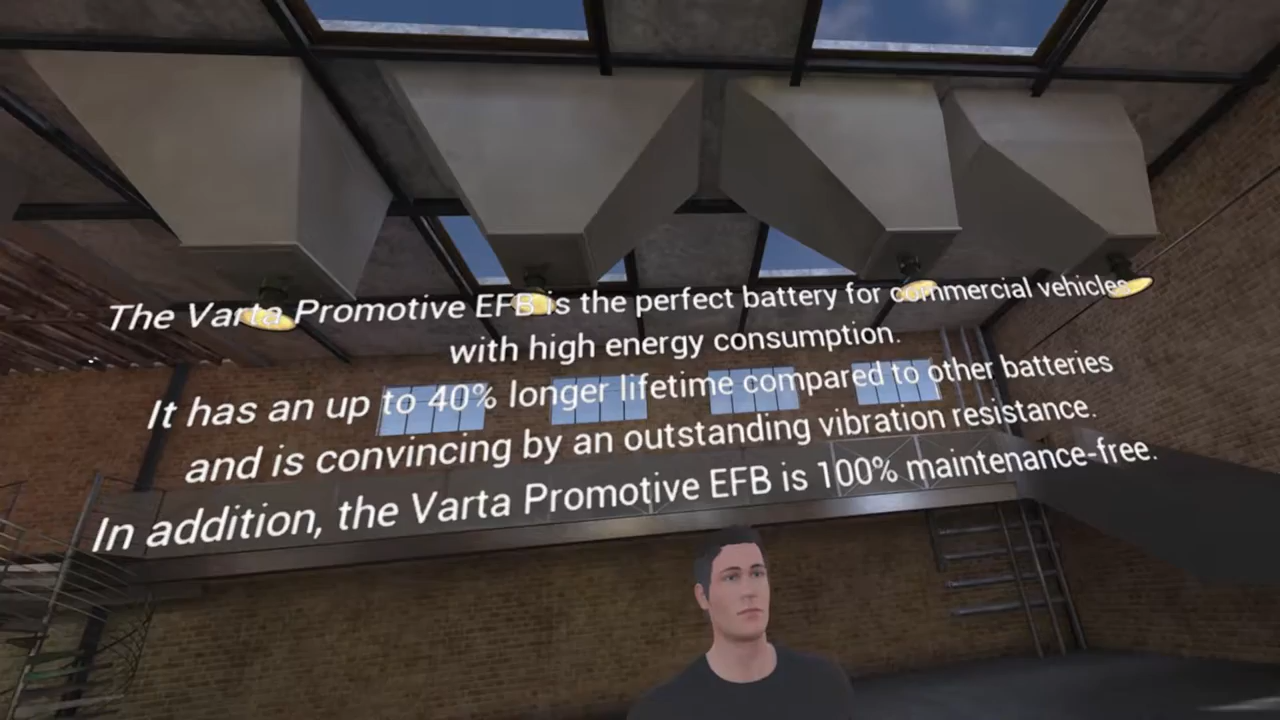 The Varta Promotive EFB is the perfect battery for commercial vehicles
with high energy consumption.
It has an up to 40% longer lifetime compared to other batteries
and is convincing by an outstanding vibration resistance.
In addition, the Varta Promotive EFB is 100% maintenance-free.